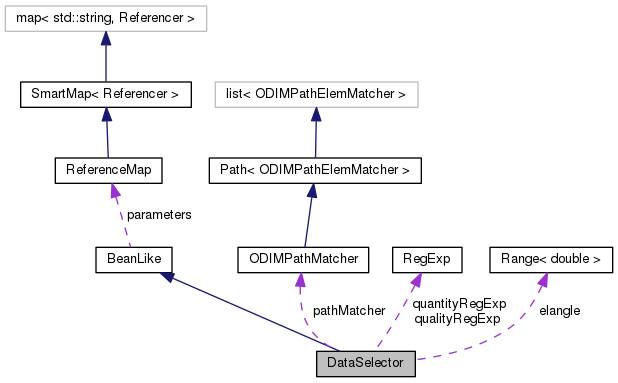 map< std::string, Referencer >
SmartMap< Referencer >
list< ODIMPathElemMatcher >
ReferenceMap
Path< ODIMPathElemMatcher >
parameters
BeanLike
ODIMPathMatcher
RegExp
Range< double >
pathMatcher
quantityRegExp
qualityRegExp
elangle
DataSelector